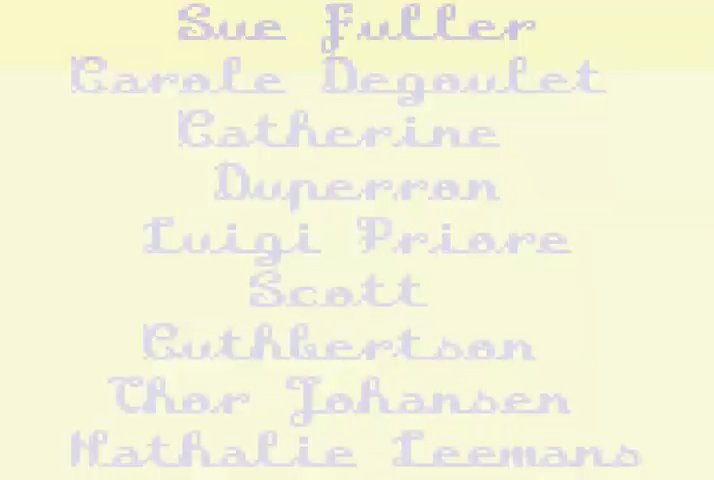 Sue Fuller
Carole Degoulet
Catherine
Duperron
Luigi Priore
Scott
Cuthbertson
Thor Johansen
Nathalie Leemans